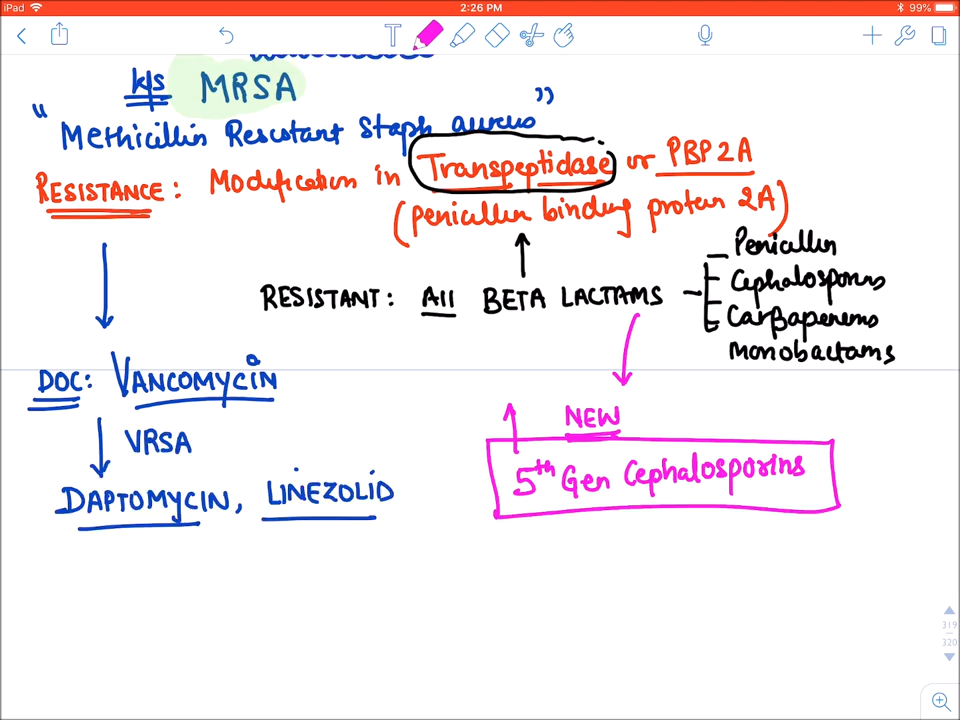 iPad 2:26 PM 99%
T
k/s MRSA
" Methicillin Resistant Staph aureus "
RESISTANCE: Modification in Transpeptidase or PBP2A
(Penicillin binding protein 2A)
RESISTANT: All BETA LACTAMS
Penicillin
Cephalosporins
Carbapenems
Monobactams
DOC: VANCOMYCIN
VRSA
DAPTOMYCIN, LINEZOLID
NEW
5th Gen Cephalosporins
319
320